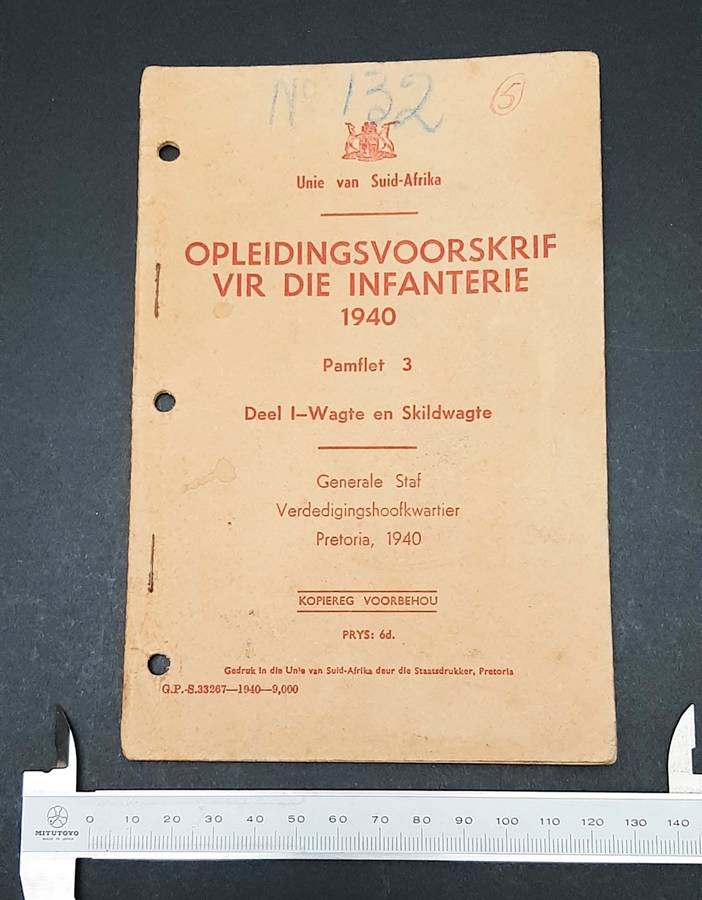 Nº 132
5
Unie van Suid-Afrika
OPLEIDINGSVOORSKRIF
VIR DIE INFANTERIE
1940
Pamflet 3
Deel I—Wagte en Skildwagte
Generale Staf
Verdedigingshoofkwartier
Pretoria, 1940
KOPIEREG VOORBEHOU
PRYS: 6d.
Gedruk in die Unie van Suid-Afrika deur die Staatsdrukker, Pretoria
G.P.-S.33267—1940—9,000
MITUTOYO
MADE IN JAPAN
0 10 20 30 40 50 60 70 80 90 100 110 120 130 140